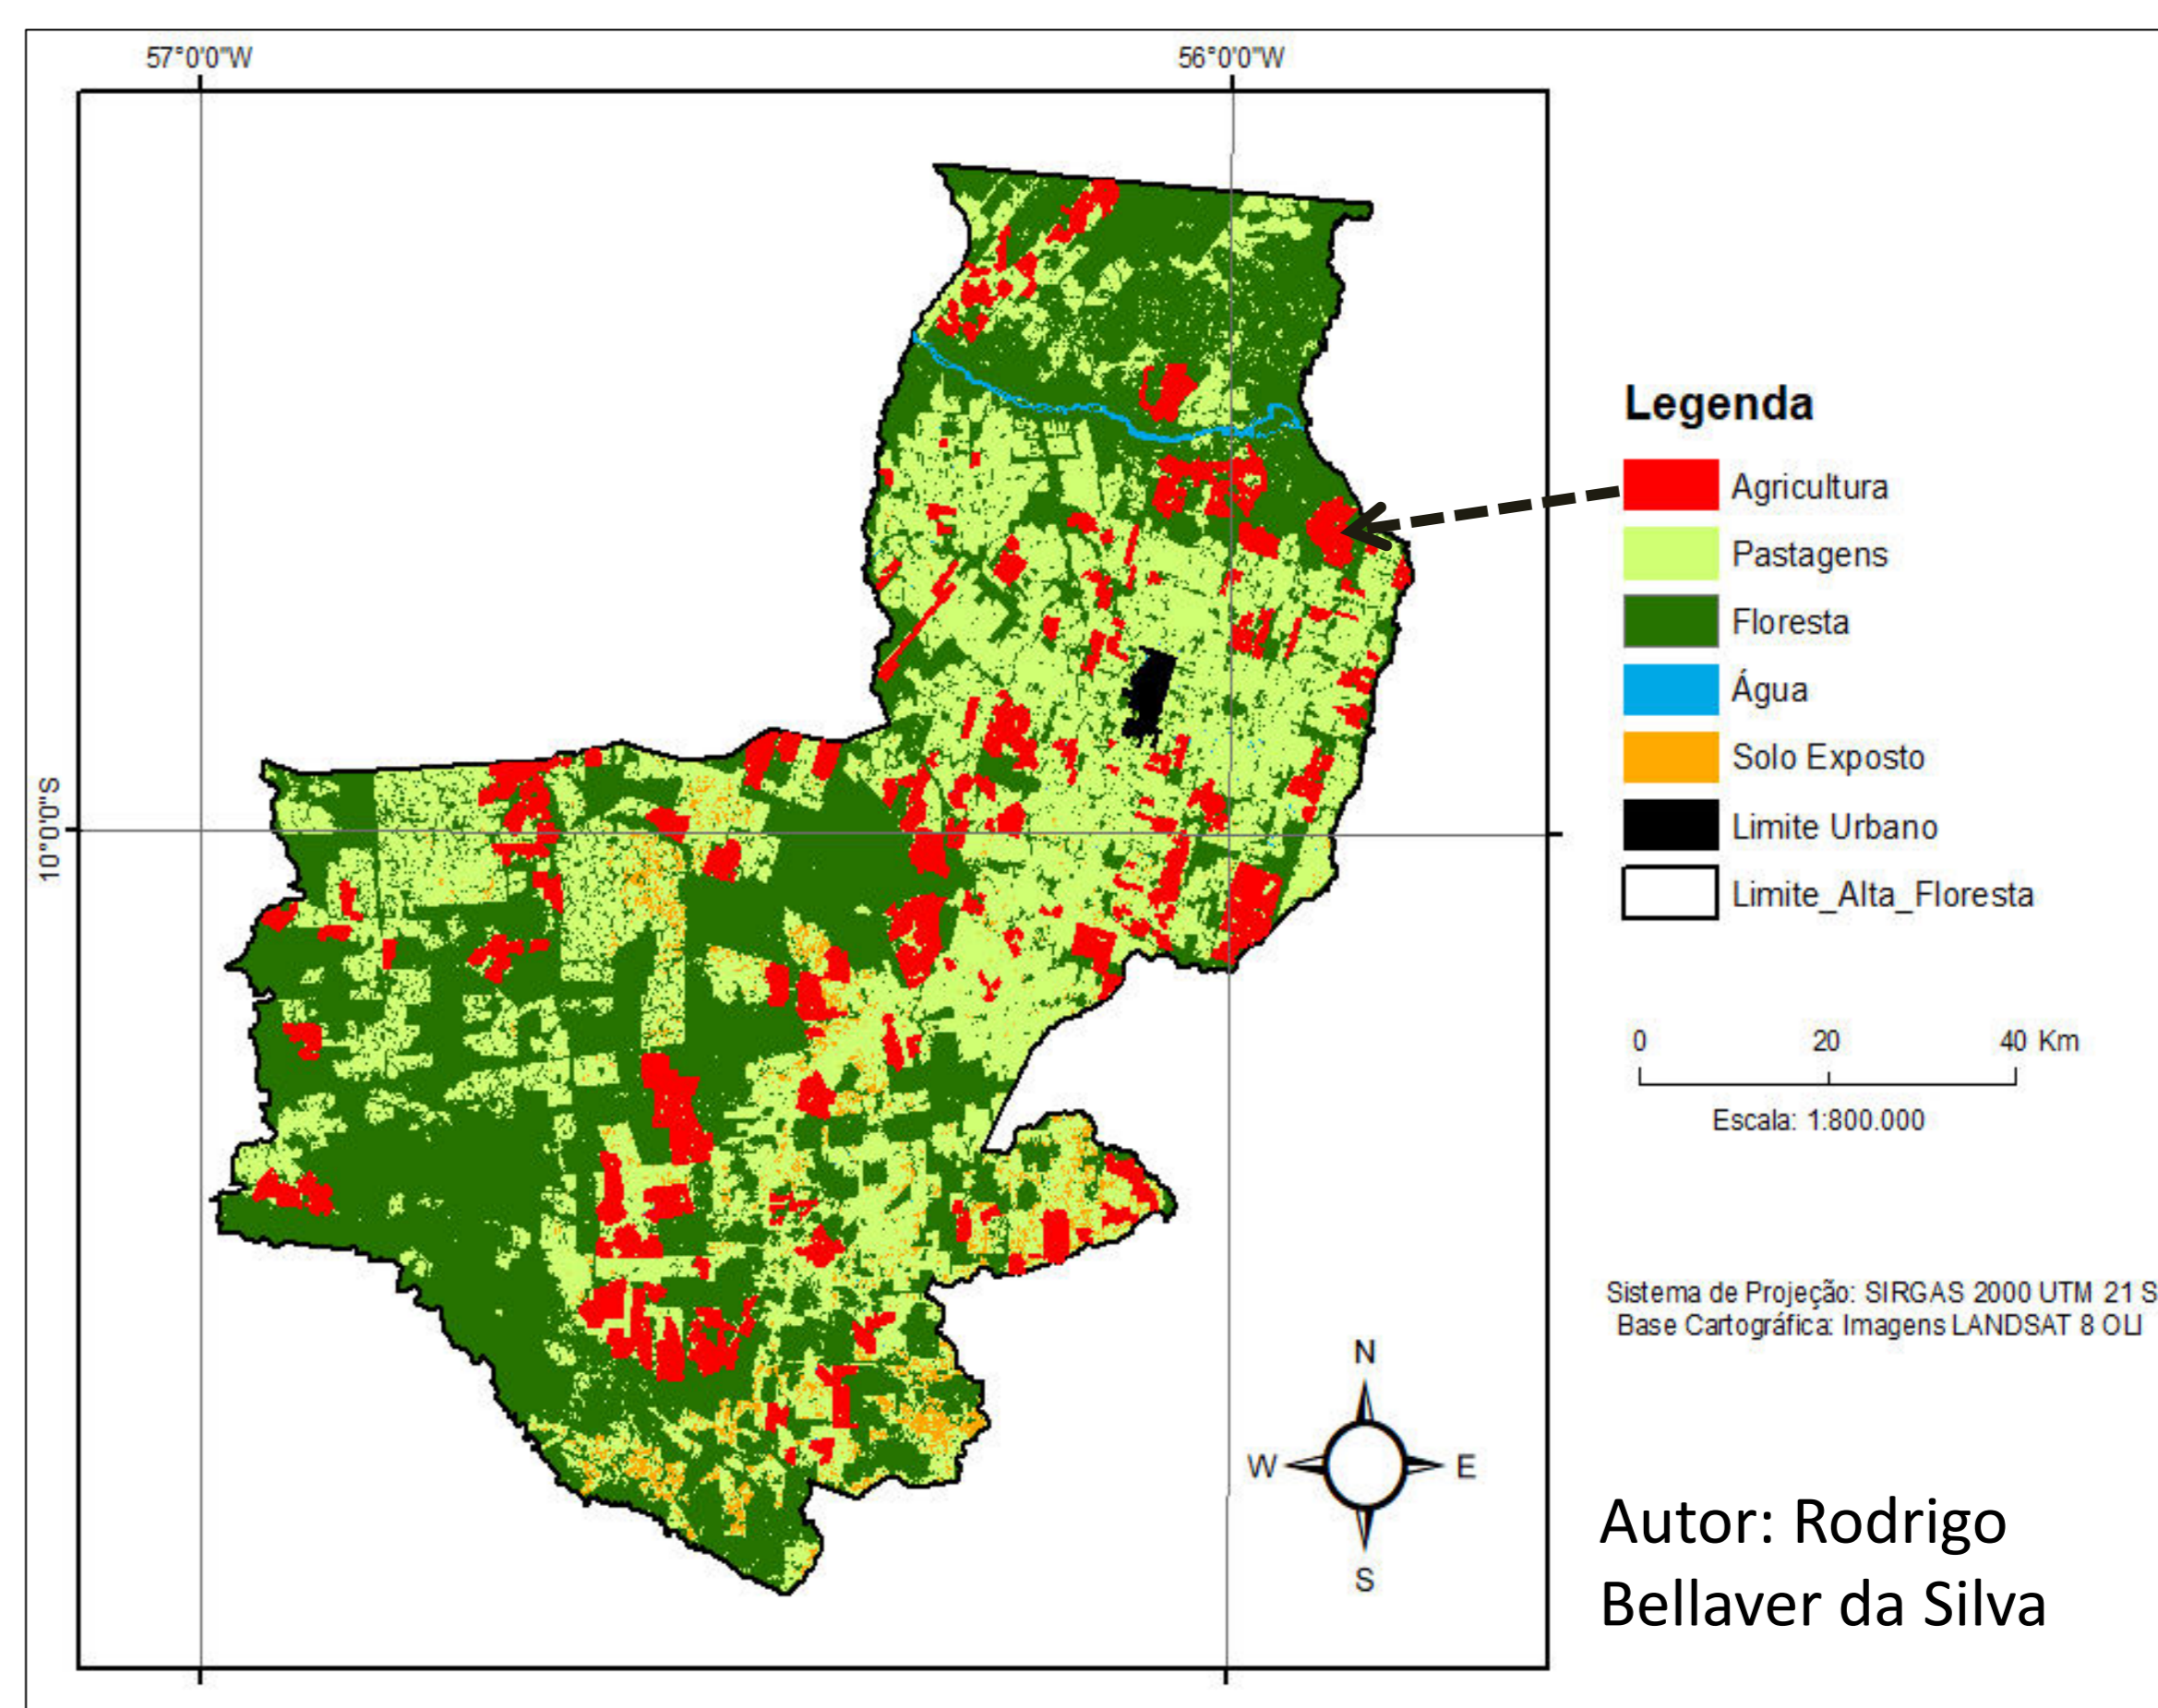 57°0'0"W
56°0'0"W
10°0'0"S
Legenda
Agricultura
Pastagens
Floresta
Água
Solo Exposto
Limite Urbano
Limite_Alta_Floresta
0 20 40 Km
Escala: 1:800.000
Sistema de Projeção: SIRGAS 2000 UTM 21 S
Base Cartográfica: Imagens LANDSAT 8 OLI
N
W E
S
Autor: Rodrigo
Bellaver da Silva